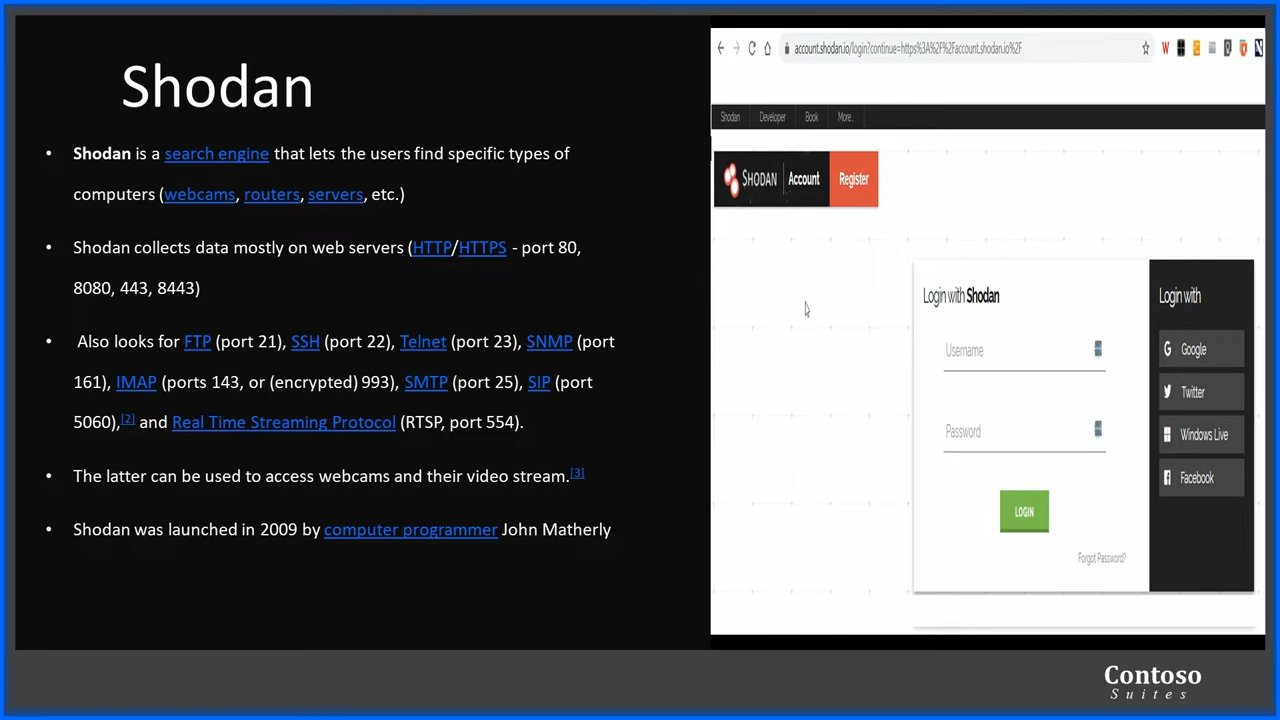 Shodan
• Shodan is a search engine that lets the users find specific types of
computers (webcams, routers, servers, etc.)
• Shodan collects data mostly on web servers (HTTP/HTTPS - port 80,
8080, 443, 8443)
• Also looks for FTP (port 21), SSH (port 22), Telnet (port 23), SNMP (port
161), IMAP (ports 143, or (encrypted) 993), SMTP (port 25), SIP (port
5060),[2] and Real Time Streaming Protocol (RTSP, port 554).
• The latter can be used to access webcams and their video stream.[3]
• Shodan was launched in 2009 by computer programmer John Matherly
account.shodan.io/login?continue=https%3A%2F%2Faccount.shodan.io%2F
Shodan Developer Book More..
SHODAN Account Register
Login with Shodan
Username
Password
LOGIN
Forgot Password?
Login with
Google
Twitter
Windows Live
Facebook
Contoso
Suites